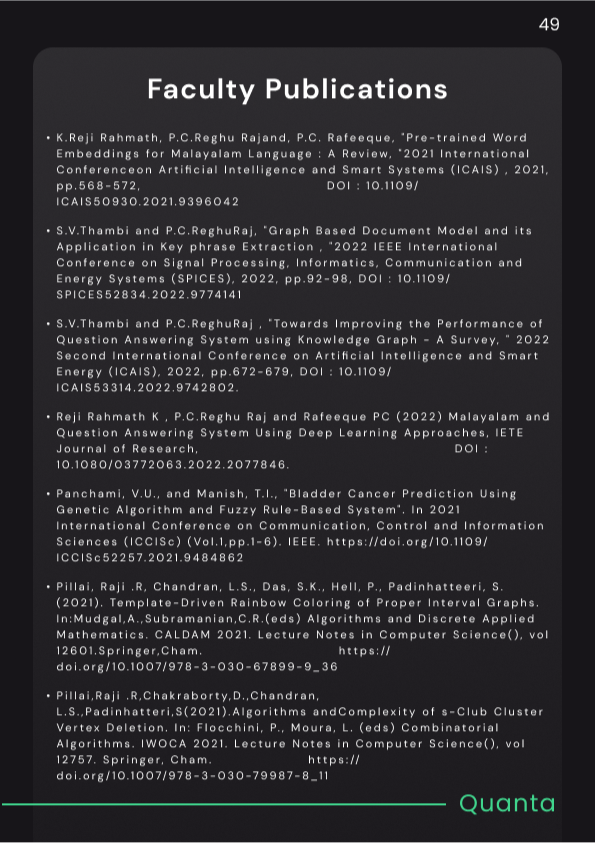 49
Faculty Publications
• K.Reji Rahmath, P.C.Reghu Rajand, P.C. Rafeeque, "Pre-trained Word
Embeddings for Malayalam Language : A Review, "2021 International
Conferenceon Artificial Intelligence and Smart Systems (ICAIS) , 2021,
pp.568-572, DOI : 10.1109/
ICAIS50930.2021.9396042
• S.V.Thambi and P.C.ReghuRaj, "Graph Based Document Model and its
Application in Key phrase Extraction , "2022 IEEE International
Conference on Signal Processing, Informatics, Communication and
Energy Systems (SPICES), 2022, pp.92-98, DOI : 10.1109/
SPICES52834.2022.9774141
• S.V.Thambi and P.C.ReghuRaj , "Towards Improving the Performance of
Question Answering System using Knowledge Graph - A Survey, " 2022
Second International Conference on Artificial Intelligence and Smart
Energy (ICAIS), 2022, pp.672-679, DOI : 10.1109/
ICAIS53314.2022.9742802.
• Reji Rahmath K , P.C.Reghu Raj and Rafeeque PC (2022) Malayalam and
Question Answering System Using Deep Learning Approaches, IETE
Journal of Research, DOI :
10.1080/03772063.2022.2077846.
• Panchami, V.U., and Manish, T.I., "Bladder Cancer Prediction Using
Genetic Algorithm and Fuzzy Rule-Based System". In 2021
International Conference on Communication, Control and Information
Sciences (ICCISc) (Vol.1,pp.1-6). IEEE. https://doi.org/10.1109/
ICCISc52257.2021.9484862
• Pillai, Raji .R, Chandran, L.S., Das, S.K., Hell, P., Padinhatteeri, S.
(2021). Template-Driven Rainbow Coloring of Proper Interval Graphs.
In:Mudgal,A.,Subramanian,C.R.(eds) Algorithms and Discrete Applied
Mathematics. CALDAM 2021. Lecture Notes in Computer Science(), vol
12601.Springer,Cham. https://
doi.org/10.1007/978-3-030-67899-9_36
• Pillai,Raji .R,Chakraborty,D.,Chandran,
L.S.,Padinhatteri,S(2021).Algorithms andComplexity of s-Club Cluster
Vertex Deletion. In: Flocchini, P., Moura, L. (eds) Combinatorial
Algorithms. IWOCA 2021. Lecture Notes in Computer Science(), vol
12757. Springer, Cham. https://
doi.org/10.1007/978-3-030-79987-8_11
Quanta